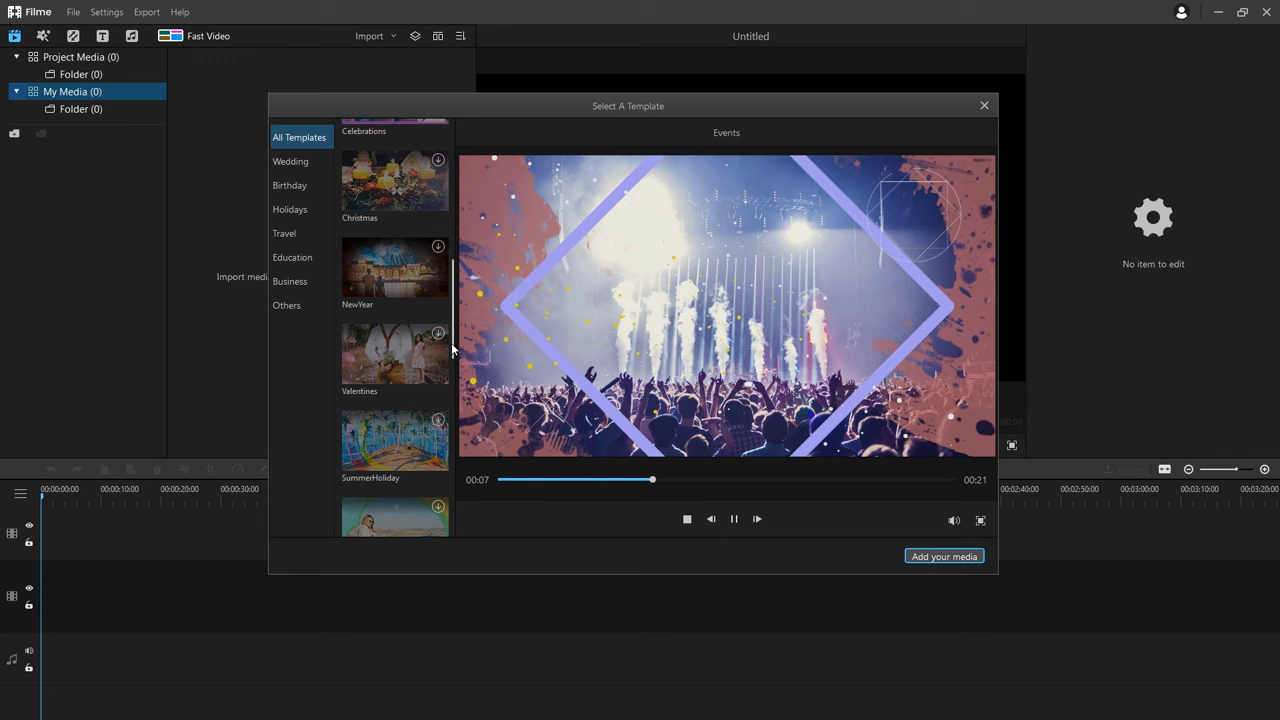 Filme File Settings Export Help
Fast Video Import Untitled
Project Media (0)
Folder (0)
My Media (0)
Folder (0)
Import medi
Select A Template
All Templates
Wedding
Birthday
Holidays
Travel
Education
Business
Others
Celebrations
Christmas
NewYear
Valentines
SummerHoliday
Events
00:07 00:21
Add your media
No item to edit
Export
00:00:00:00 00:00:10:00 00:00:20:00 00:00:30:00 00:02:40:00 00:02:50:00 00:03:00:00 00:03:10:00 00:03:20:00